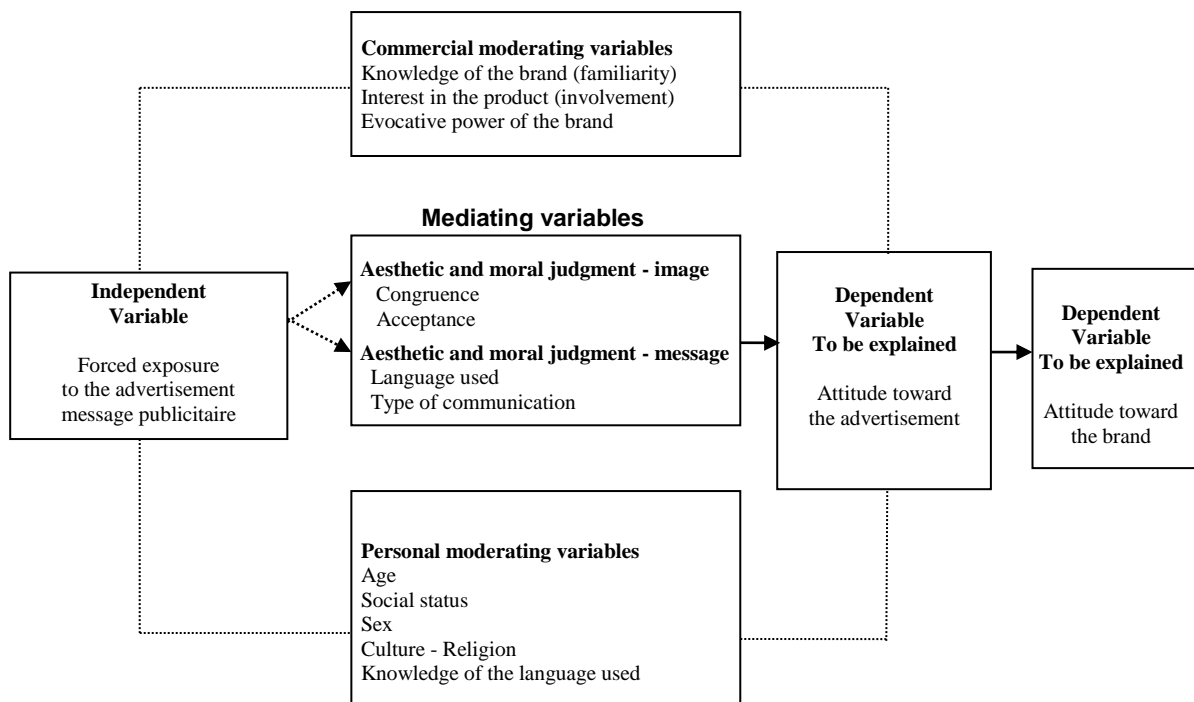 Commercial moderating variables
Knowledge of the brand (familiarity)
Interest in the product (involvement)
Evocative power of the brand
Mediating variables
Independent
Variable
Forced exposure
to the advertisement
message publicitaire
Aesthetic and moral judgment - image
Congruence
Acceptance
Aesthetic and moral judgment - message
Language used
Type of communication
Dependent
Variable
To be explained
Attitude toward
the advertisement
Dependent
Variable
To be explained
Attitude toward
the brand
Personal moderating variables
Age
Social status
Sex
Culture - Religion
Knowledge of the language used